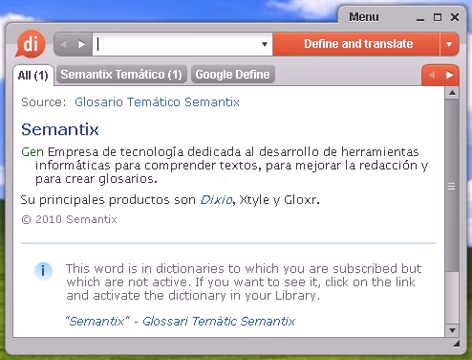 Menu
di
Define and translate
All (1)
Semantix Temático (1)
Google Define
Source: Glosario Temático Semantix
Semantix
Gen Empresa de tecnología dedicada al desarrollo de herramientas
informáticas para comprender textos, para mejorar la redacción y
para crear glosarios.
Su principales productos son Dixio, Xtyle y Gloxr.
© 2010 Semantix
i
This word is in dictionaries to which you are subscribed but
which are not active. If you want to see it, click on the link
and activate the dictionary in your Library.
"Semantix" - Glossari Temàtic Semantix